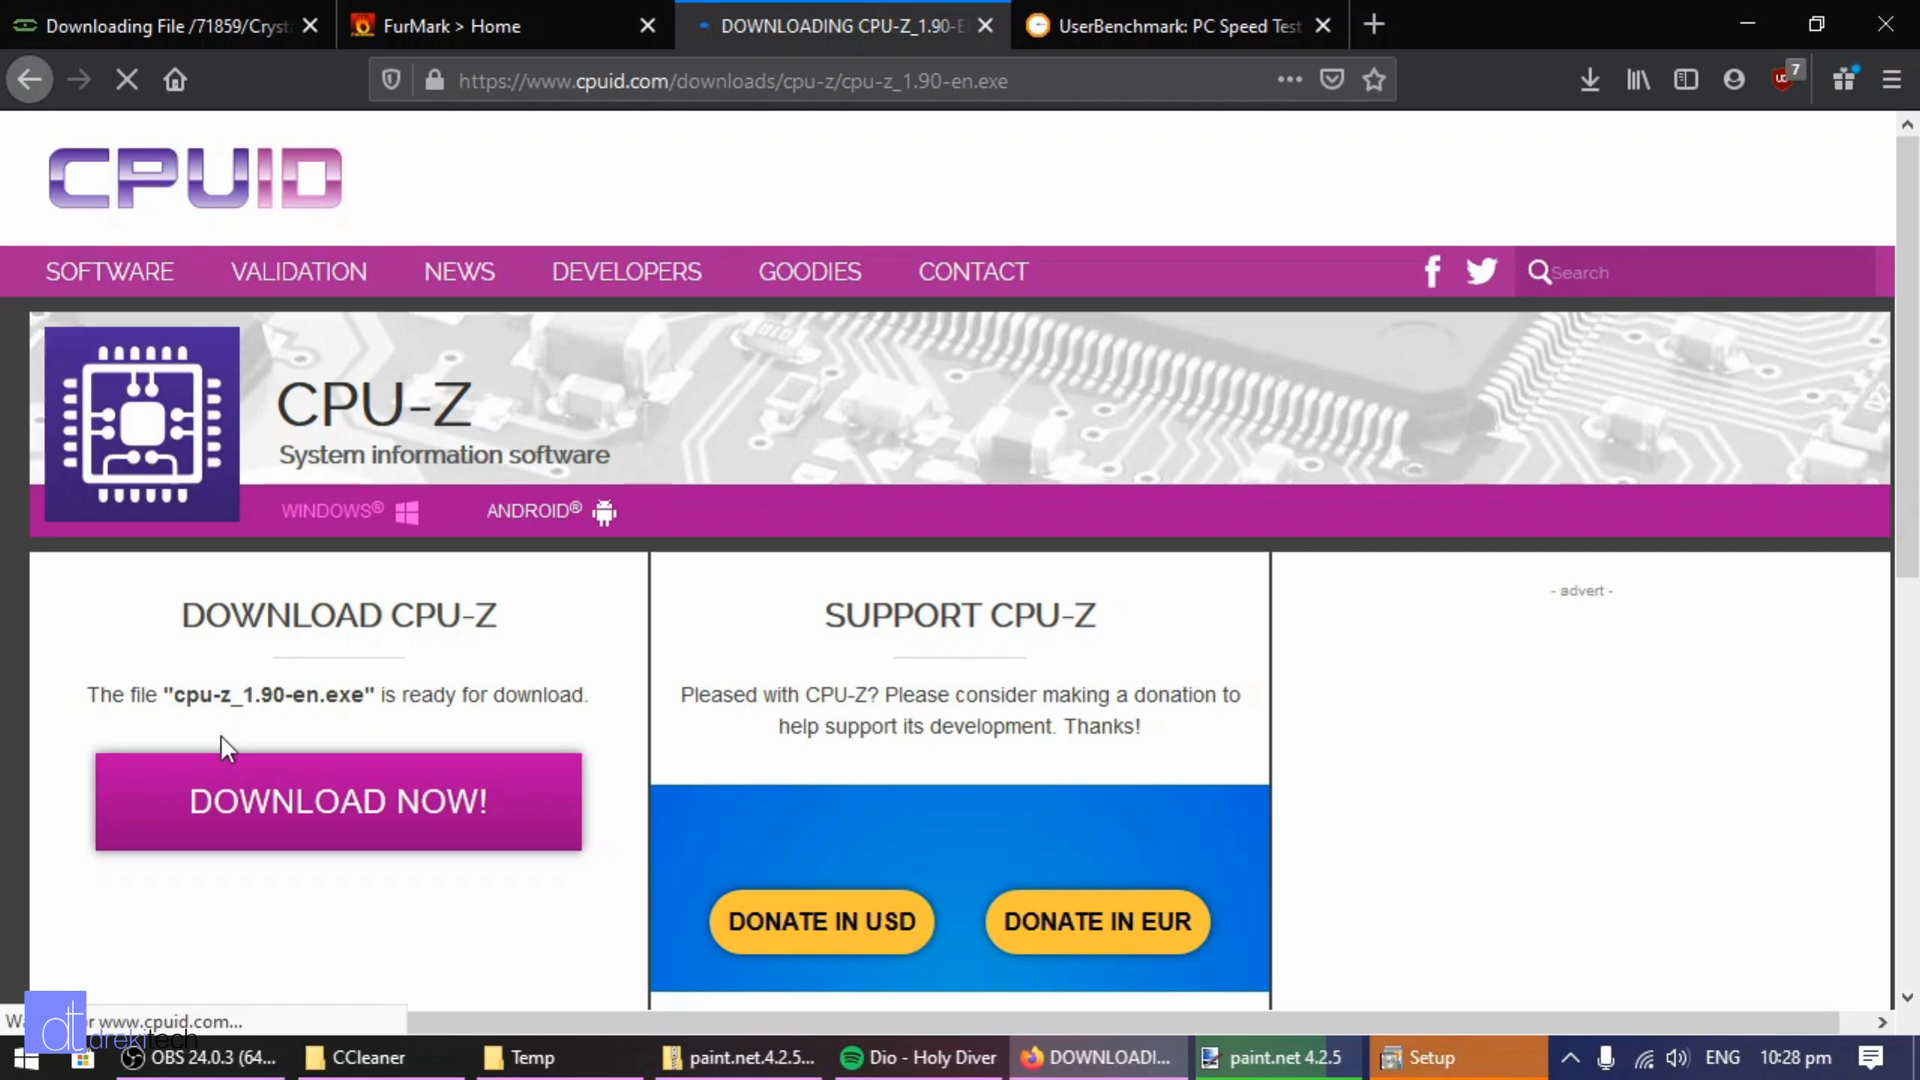 Downloading File /71859/Cryst
FurMark > Home
DOWNLOADING CPU-Z_1.90-E
UserBenchmark: PC Speed Test
https://www.cpuid.com/downloads/cpu-z/cpu-z_1.90-en.exe
7
CPUID
SOFTWARE
VALIDATION
NEWS
DEVELOPERS
GOODIES
CONTACT
Search
CPU-Z
System information software
WINDOWS®
ANDROID®
DOWNLOAD CPU-Z
The file "cpu-z_1.90-en.exe" is ready for download.
DOWNLOAD NOW!
SUPPORT CPU-Z
Pleased with CPU-Z? Please consider making a donation to
help support its development. Thanks!
DONATE IN USD
DONATE IN EUR
- advert -
www.cpuid.com...
dt
drekitech
OBS 24.0.3 (64...
CCleaner
Temp
paint.net.4.2.5...
Dio - Holy Diver
DOWNLOADI...
paint.net 4.2.5
Setup
ENG
10:28 pm